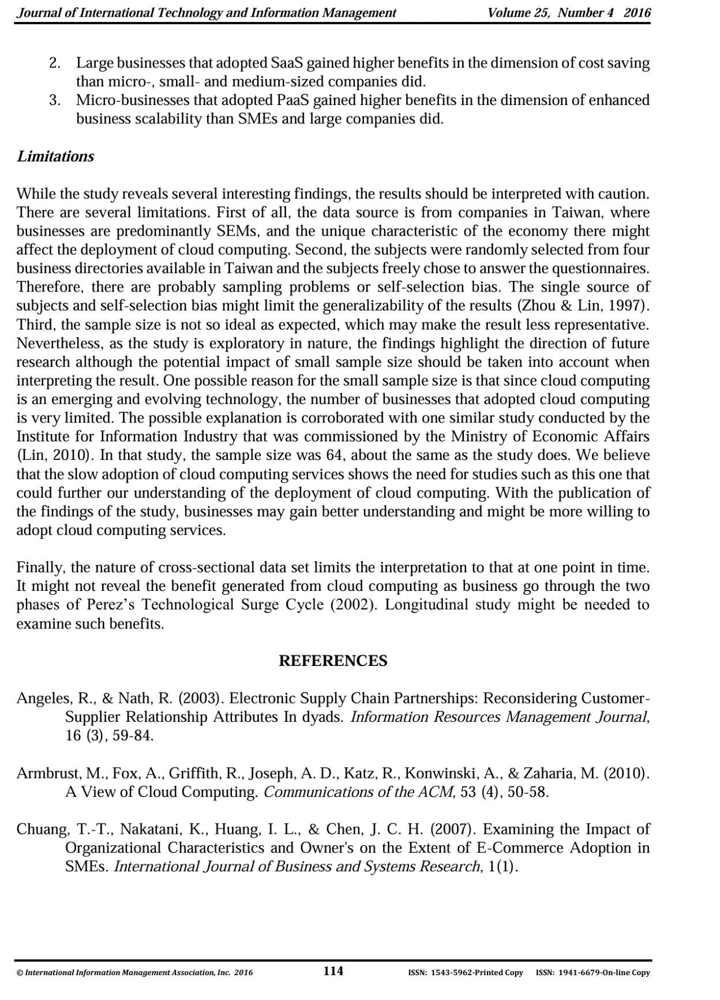 Journal of International Technology and Information Management Volume 25, Number 4 2016
2. Large businesses that adopted SaaS gained higher benefits in the dimension of cost saving
than micro-, small- and medium-sized companies did.
3. Micro-businesses that adopted PaaS gained higher benefits in the dimension of enhanced
business scalability than SMEs and large companies did.
Limitations
While the study reveals several interesting findings, the results should be interpreted with caution.
There are several limitations. First of all, the data source is from companies in Taiwan, where
businesses are predominantly SEMs, and the unique characteristic of the economy there might
affect the deployment of cloud computing. Second, the subjects were randomly selected from four
business directories available in Taiwan and the subjects freely chose to answer the questionnaires.
Therefore, there are probably sampling problems or self-selection bias. The single source of
subjects and self-selection bias might limit the generalizability of the results (Zhou & Lin, 1997).
Third, the sample size is not so ideal as expected, which may make the result less representative.
Nevertheless, as the study is exploratory in nature, the findings highlight the direction of future
research although the potential impact of small sample size should be taken into account when
interpreting the result. One possible reason for the small sample size is that since cloud computing
is an emerging and evolving technology, the number of businesses that adopted cloud computing
is very limited. The possible explanation is corroborated with one similar study conducted by the
Institute for Information Industry that was commissioned by the Ministry of Economic Affairs
(Lin, 2010). In that study, the sample size was 64, about the same as the study does. We believe
that the slow adoption of cloud computing services shows the need for studies such as this one that
could further our understanding of the deployment of cloud computing. With the publication of
the findings of the study, businesses may gain better understanding and might be more willing to
adopt cloud computing services.
Finally, the nature of cross-sectional data set limits the interpretation to that at one point in time.
It might not reveal the benefit generated from cloud computing as business go through the two
phases of Perez’s Technological Surge Cycle (2002). Longitudinal study might be needed to
examine such benefits.
REFERENCES
Angeles, R., & Nath, R. (2003). Electronic Supply Chain Partnerships: Reconsidering Customer-
Supplier Relationship Attributes In dyads. Information Resources Management Journal,
16 (3), 59-84.
Armbrust, M., Fox, A., Griffith, R., Joseph, A. D., Katz, R., Konwinski, A., & Zaharia, M. (2010).
A View of Cloud Computing. Communications of the ACM, 53 (4), 50-58.
Chuang, T.-T., Nakatani, K., Huang, I. L., & Chen, J. C. H. (2007). Examining the Impact of
Organizational Characteristics and Owner's on the Extent of E-Commerce Adoption in
SMEs. International Journal of Business and Systems Research, 1(1).
© International Information Management Association, Inc. 2016 114 ISSN: 1543-5962-Printed Copy ISSN: 1941-6679-On-line Copy